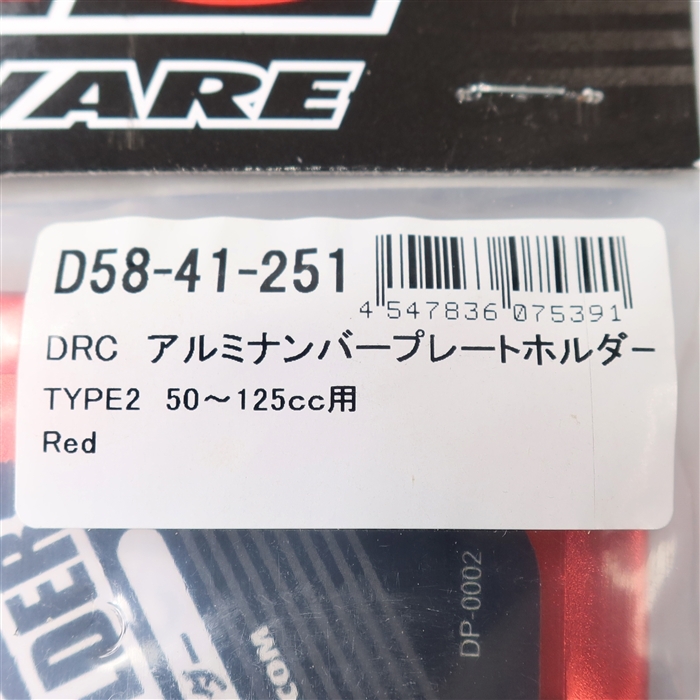 WARE
D58-41-251
4 547836 075391
DRC アルミナンバープレートホルダー
TYPE2 50～125cc用
Red
DP-0002
.COM